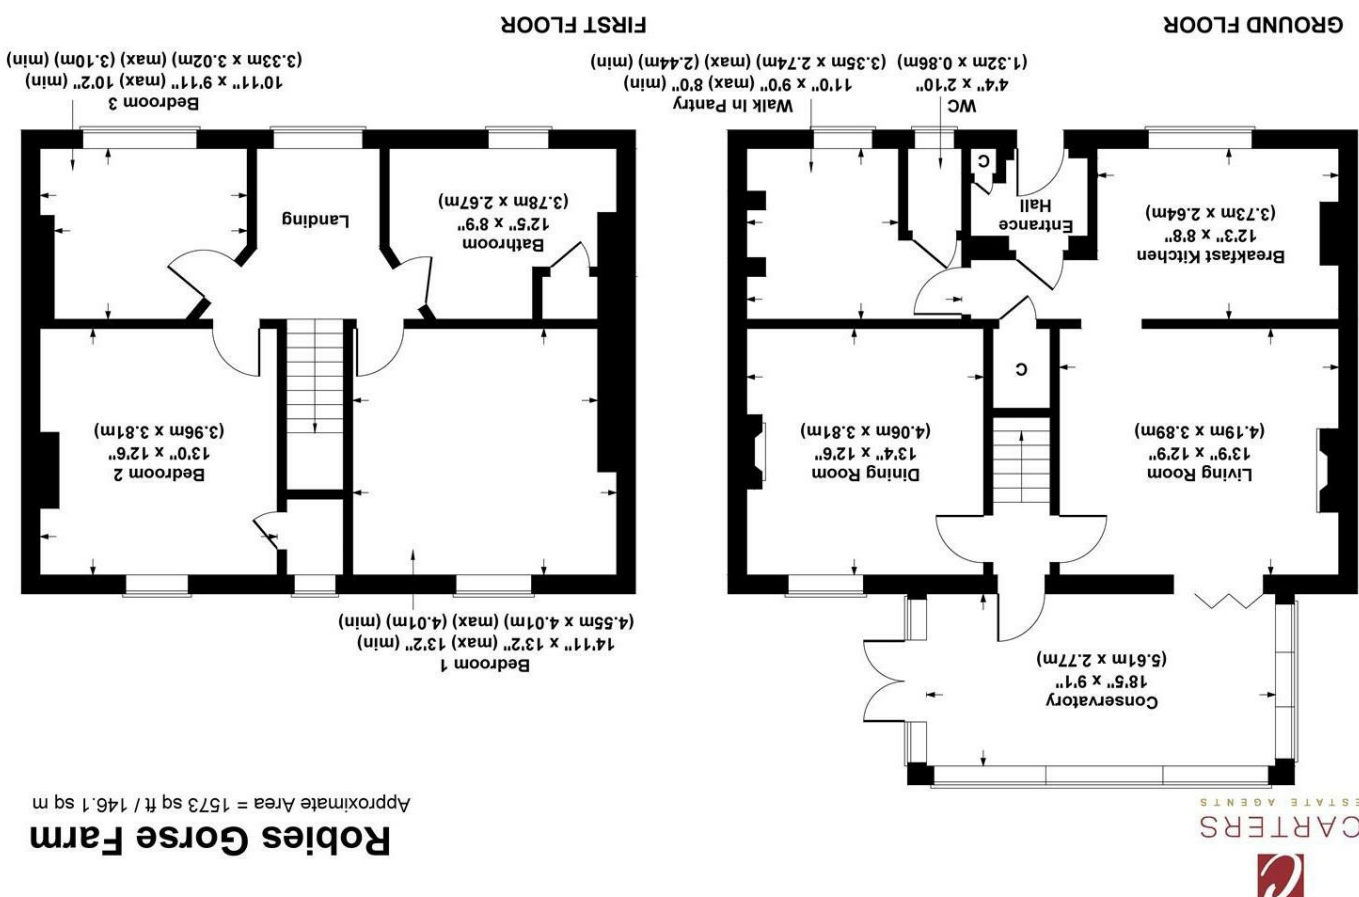 CARTERS
ESTATE AGENTS
Robies Gorse Farm
Approximate Area = 1573 sq ft / 146.1 sq m
Conservatory
18'5" x 9'1"
(5.61m x 2.77m)
Living Room
13'9" x 12'9"
(4.19m x 3.89m)
Dining Room
13'4" x 12'6"
(4.06m x 3.81m)
C
Breakfast Kitchen
12'3" x 8'8"
(3.73m x 2.64m)
Entrance
Hall
C
WC
4'4" x 2'10"
(1.32m x 0.86m)
Walk In Pantry
11'0" x 9'0" (max) 8'0" (min)
(3.35m x 2.74m) (max) (2.44m) (min)
GROUND FLOOR
Bedroom 1
14'11" x 13'2" (max) 13'2" (min)
(4.55m x 4.01m) (max) (4.01m) (min)
Bedroom 2
13'0" x 12'6"
(3.96m x 3.81m)
Bathroom
12'5" x 8'9"
(3.78m x 2.67m)
Landing
Bedroom 3
10'11" x 9'11" (max) 10'2" (min)
(3.33m x 3.02m) (max) (3.10m) (min)
FIRST FLOOR